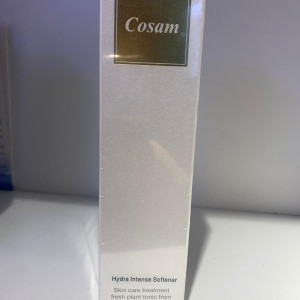 Cosam
Hydra Intense Softener
Skin care treatment
fresh plant tonic from